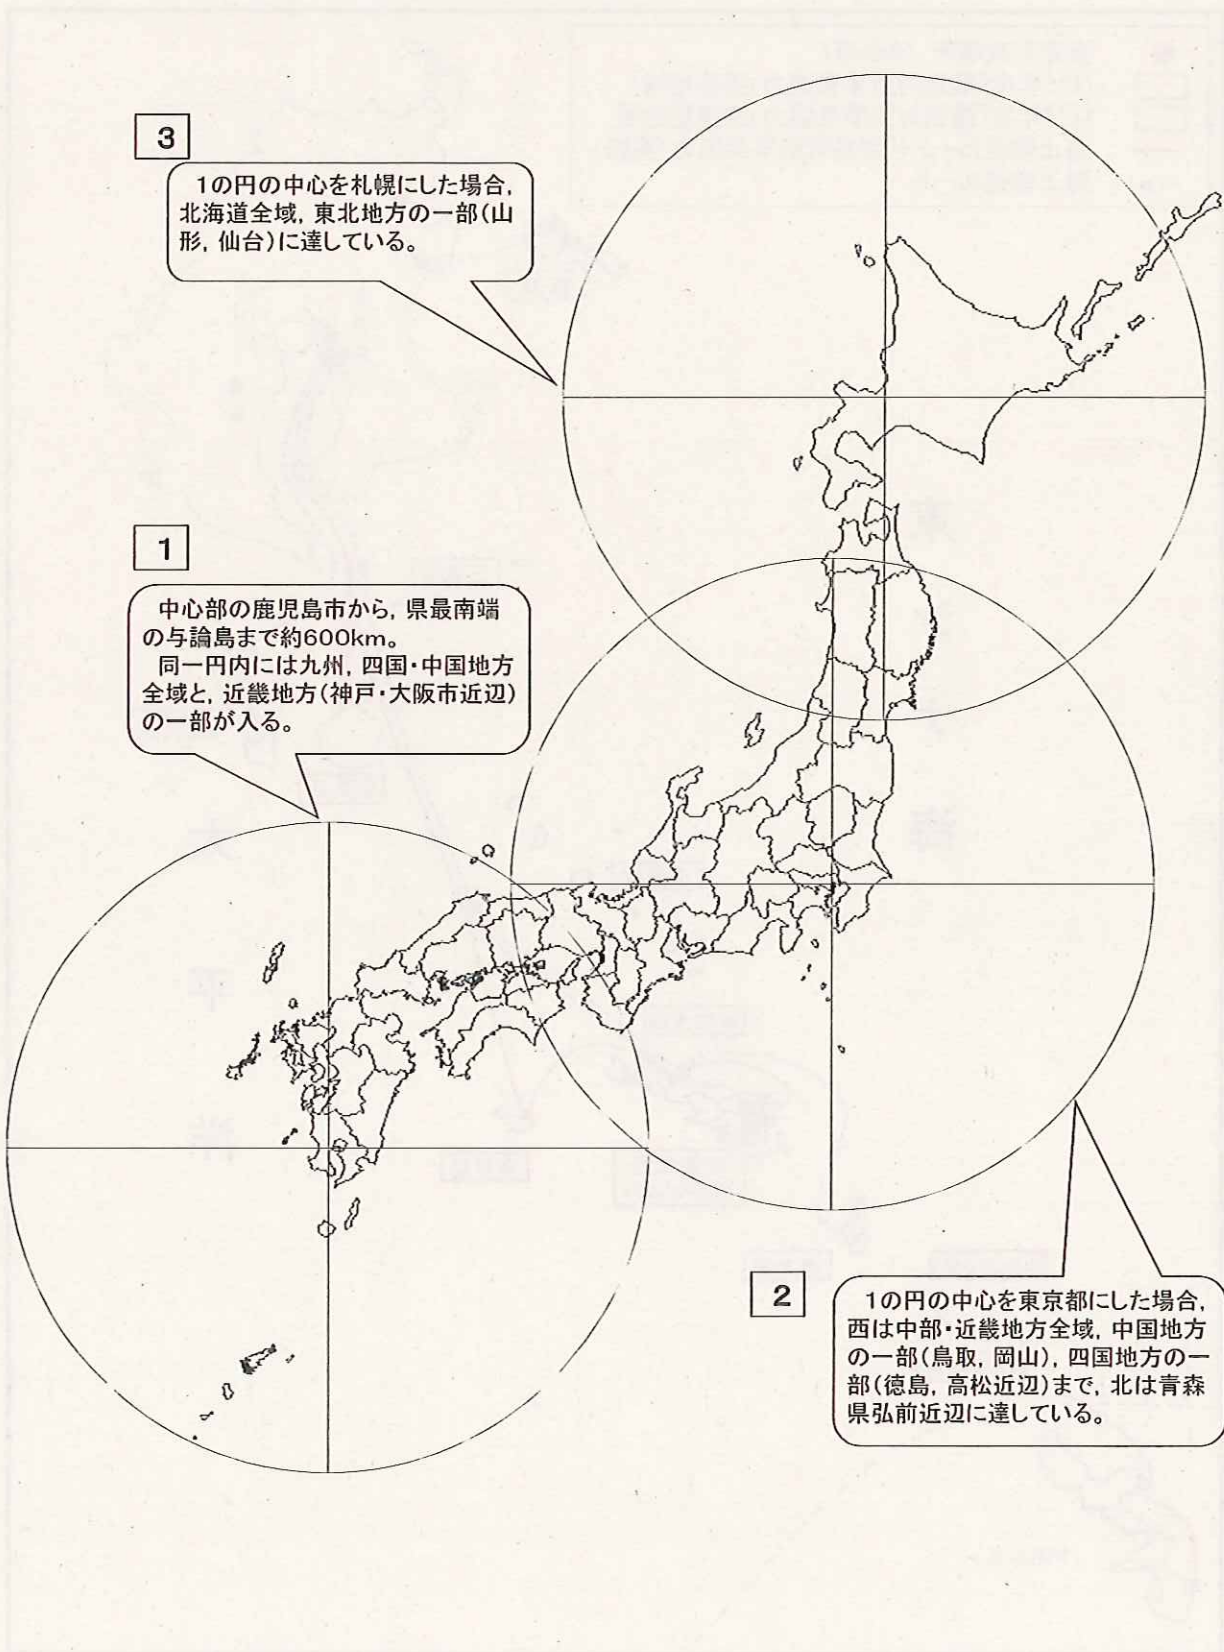 3
1の円の中心を札幌にした場合,
北海道全域, 東北地方の一部(山
形, 仙台)に達している。
1
中心部の鹿児島市から, 県最南端
の与論島まで約600km。
同一円内には九州, 四国・中国地方
全域と, 近畿地方(神戸・大阪市近辺)
の一部が入る。
2
1の円の中心を東京都にした場合,
西は中部・近畿地方全域, 中国地方
の一部(鳥取, 岡山), 四国地方の一
部(徳島, 高松近辺)まで, 北は青森
県弘前近辺に達している。